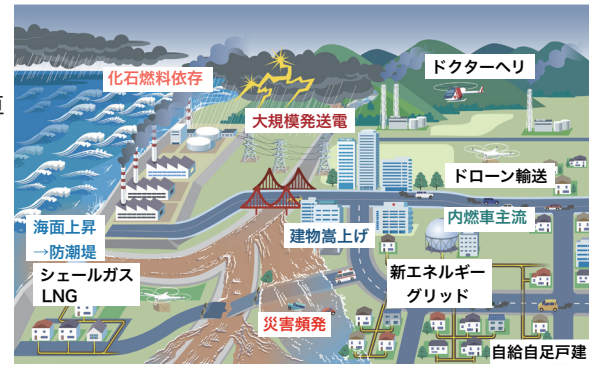 化石燃料依存
ドクターヘリ
大規模発送電
ドローン輸送
内燃車主流
海面上昇
→防潮堤
建物嵩上げ
シェールガス
LNG
新エネルギー
グリッド
災害頻発
自給自足戸建